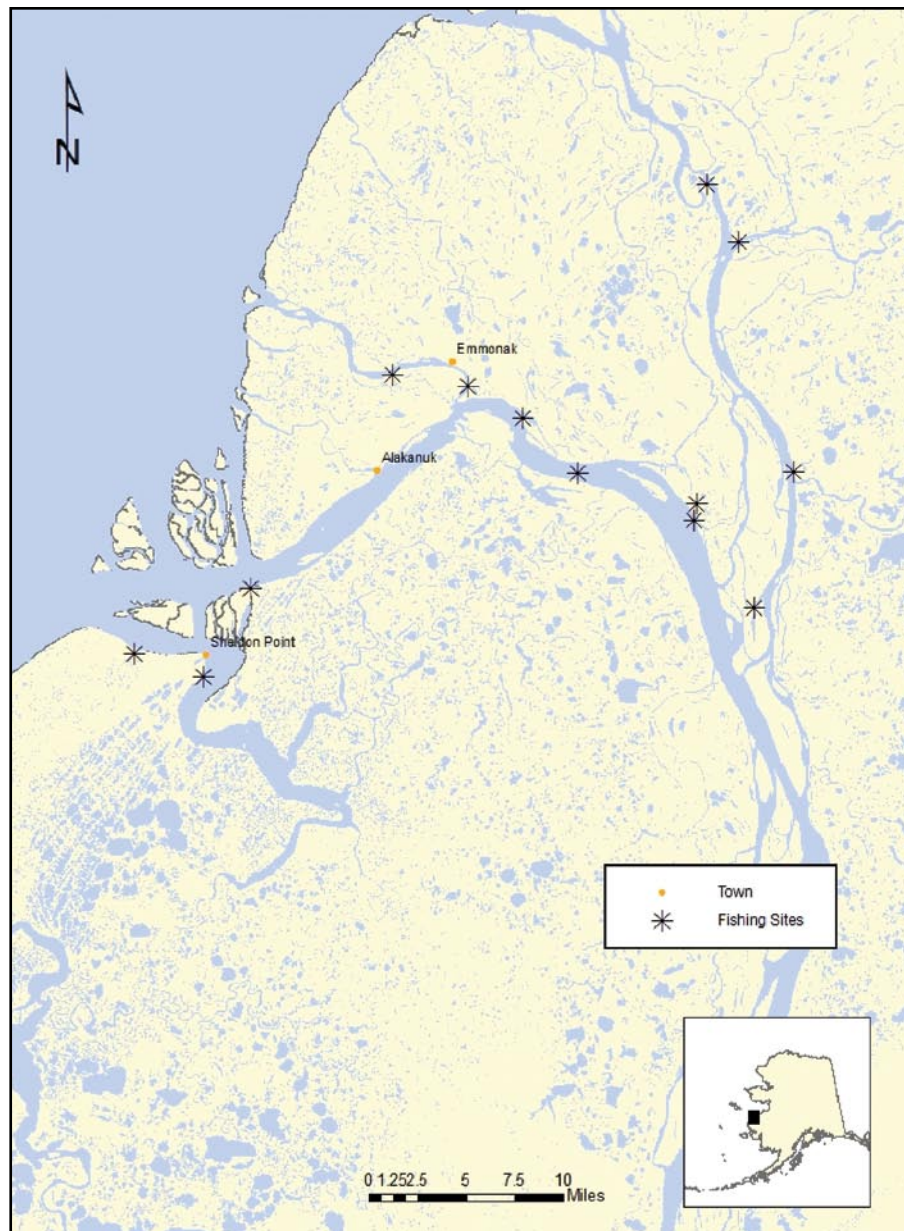 N
Emmonak
Alakanuk
Sheldon Point
Town
Fishing Sites
0 1.25 2.5 5 7.5 10
Miles